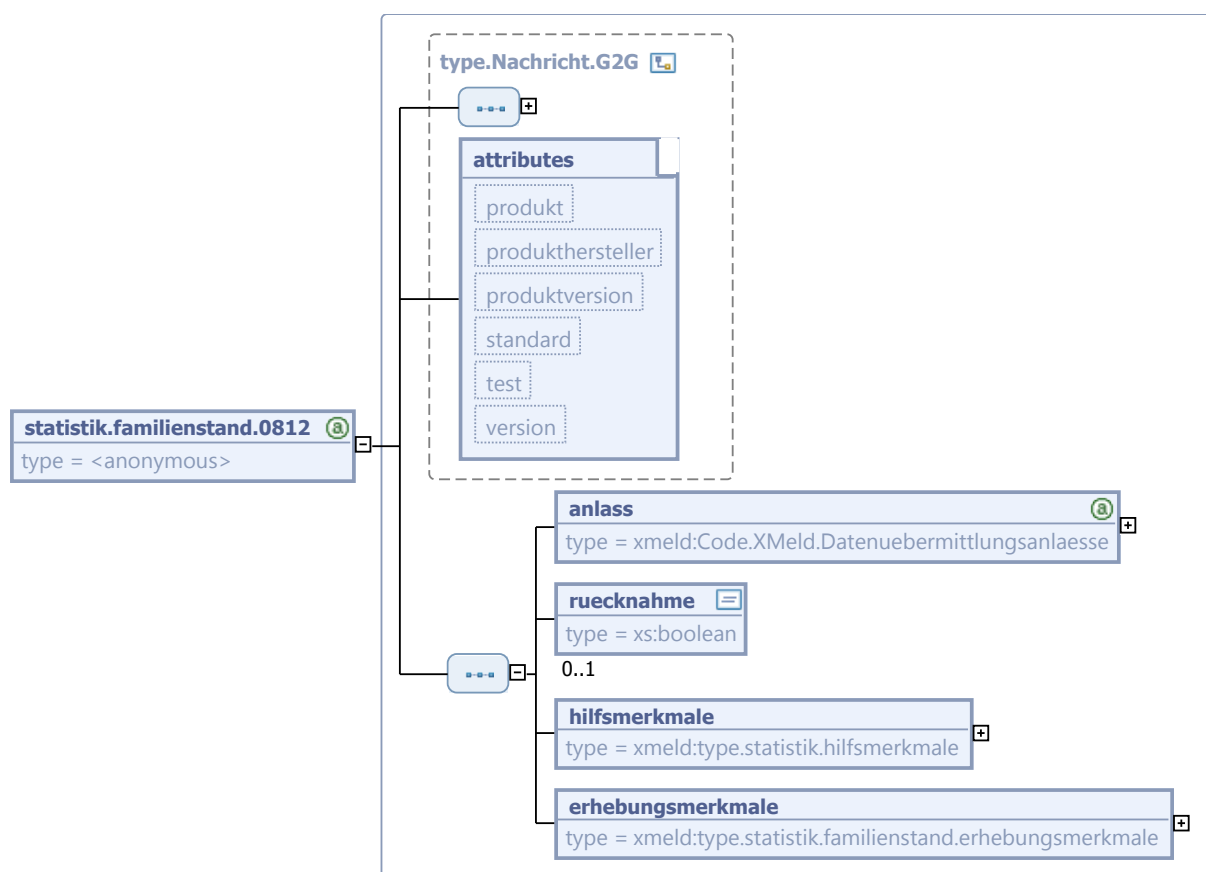 type.Nachricht.G2G
attributes
produkt
produkthersteller
produktversion
standard
test
version
statistik.familienstand.0812
type = <anonymous>
anlass
type = xmeld:Code.XMeld.Datenuebermittlungsanlaesse
ruecknahme
type = xs:boolean
0..1
hilfsmerkmale
type = xmeld:type.statistik.hilfsmerkmale
erhebungsmerkmale
type = xmeld:type.statistik.familienstand.erhebungsmerkmale